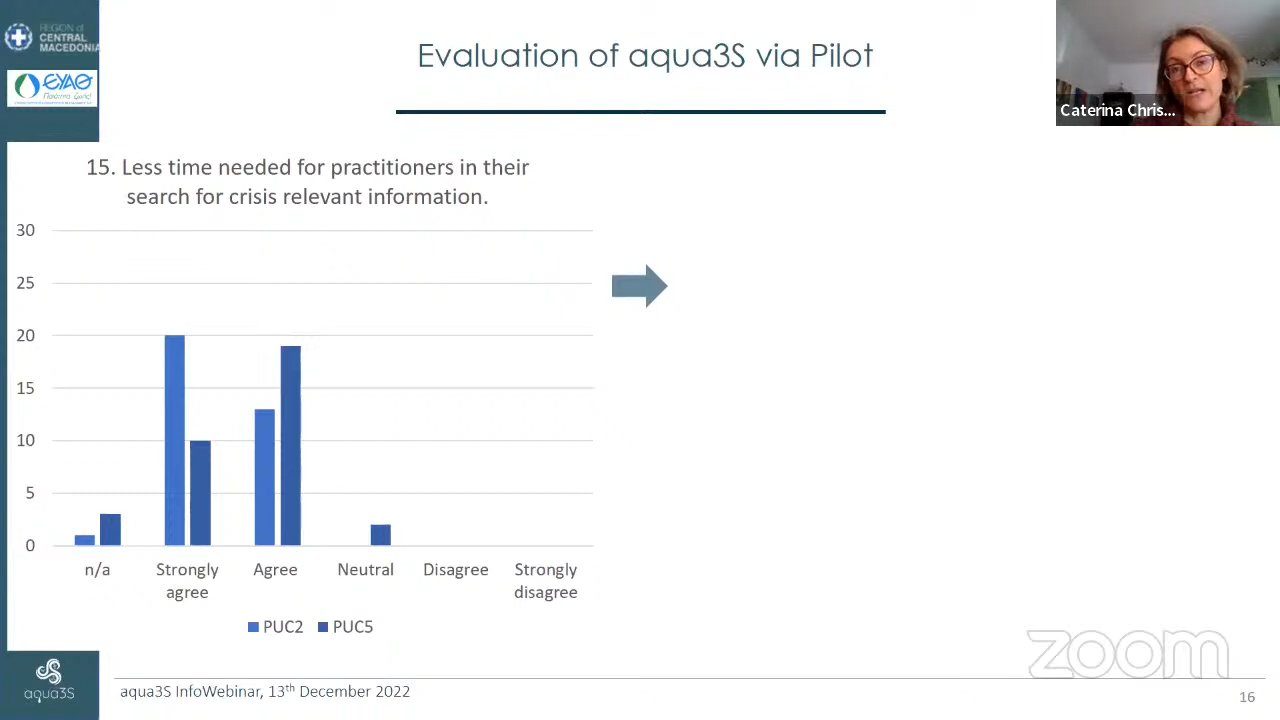 REGION of
CENTRAL
MACEDONIA
ΕΥΑΘ
Evaluation of aqua3S via Pilot
Caterina Chris...
15. Less time needed for practitioners in their
search for crisis relevant information.
30
25
20
15
10
5
0
n/a
Strongly
agree
Agree
Neutral
Disagree
Strongly
disagree
PUC2
PUC5
zoom
aqua3S
aqua3S InfoWebinar, 13th December 2022
16